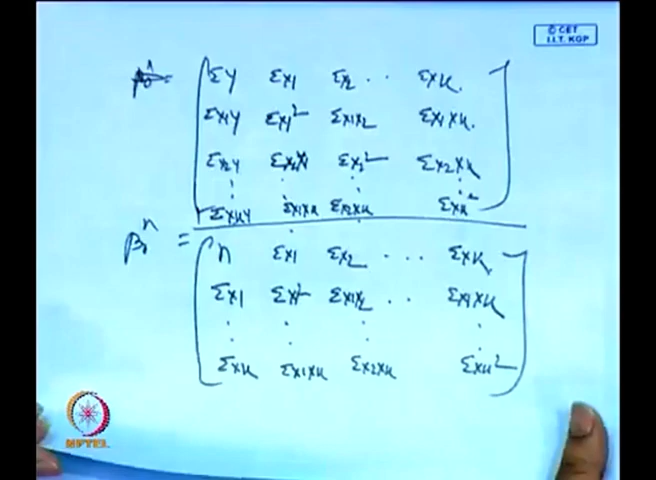 © CET
I.I.T. KGP
ΣY ΣX1 ΣX2 .. ΣXK.
ΣX1Y ΣX1² ΣX1X2 ΣX1XK.
ΣX2Y ΣX2X1 ΣX2² ΣX2XK
ΣXKY ΣX1XK ΣX2XK ΣXK²
β0^ =
n ΣX1 ΣX2 ... ΣXK
ΣX1 ΣX1² ΣX1X2 .. ΣX1XK
ΣXK ΣX1XK ΣX2XK ΣXK²
NPTEL